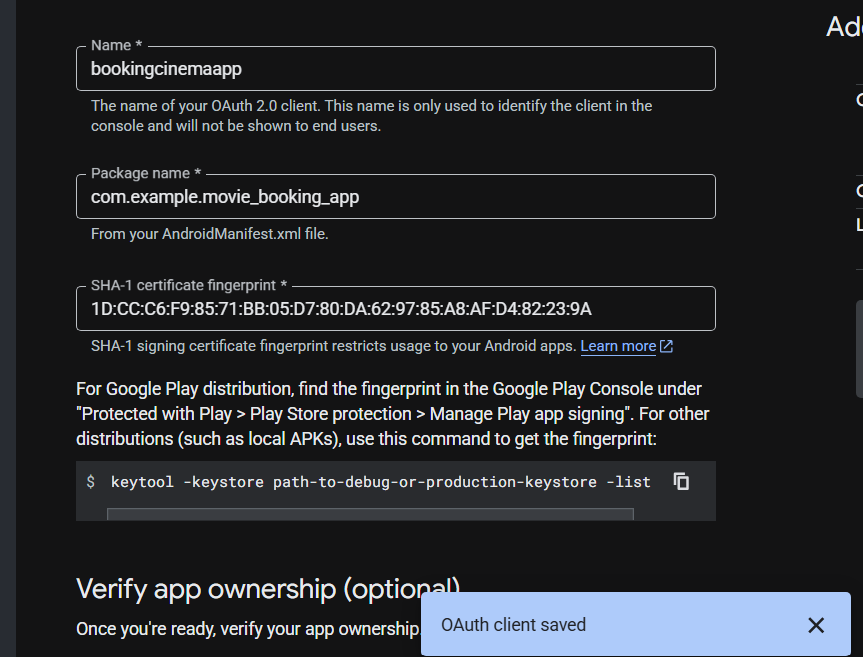 Name *
bookingcinemaapp
The name of your OAuth 2.0 client. This name is only used to identify the client in the
console and will not be shown to end users.
Package name *
com.example.movie_booking_app
From your AndroidManifest.xml file.
SHA-1 certificate fingerprint *
1D:CC:C6:F9:85:71:BB:05:D7:80:DA:62:97:85:A8:AF:D4:82:23:9A
SHA-1 signing certificate fingerprint restricts usage to your Android apps. Learn more
For Google Play distribution, find the fingerprint in the Google Play Console under
"Protected with Play > Play Store protection > Manage Play app signing". For other
distributions (such as local APKs), use this command to get the fingerprint:
$ keytool -keystore path-to-debug-or-production-keystore -list
Verify app ownership (optional)
Once you're ready, verify your app ownership.
OAuth client saved